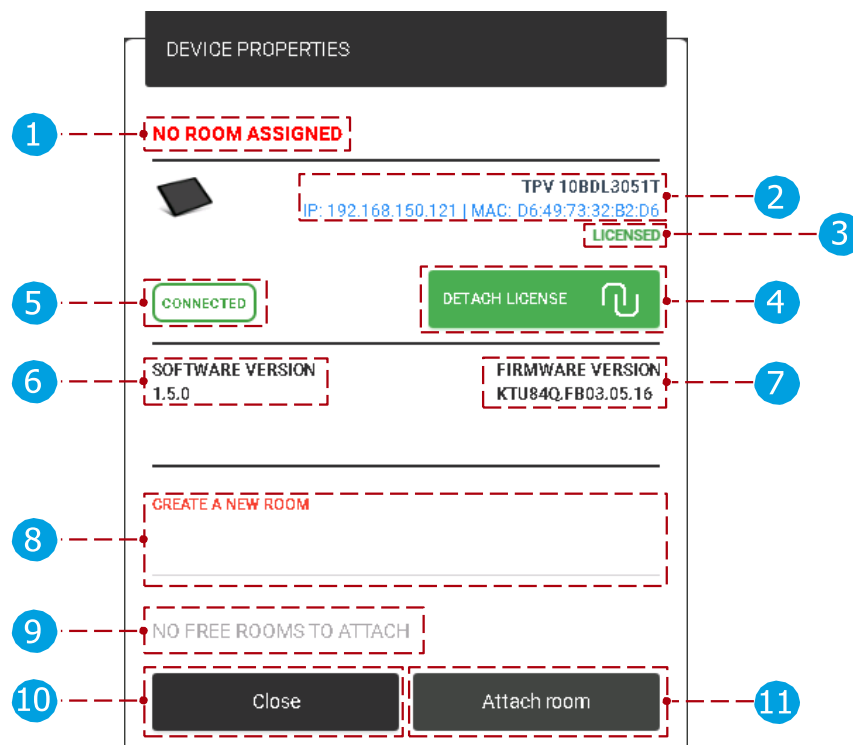 DEVICE PROPERTIES
1
NO ROOM ASSIGNED
TPV 10BDL3051T
2
IP: 192.168.150.121 | MAC: D6:49:73:32:B2:D6
LICENSED
3
5
CONNECTED
DETACH LICENSE
4
6
SOFTWARE VERSION
1.5.0
FIRMWARE VERSION
KTU84Q.FB03.05.16
7
8
CREATE A NEW ROOM
9
NO FREE ROOMS TO ATTACH
10
Close
Attach room
11